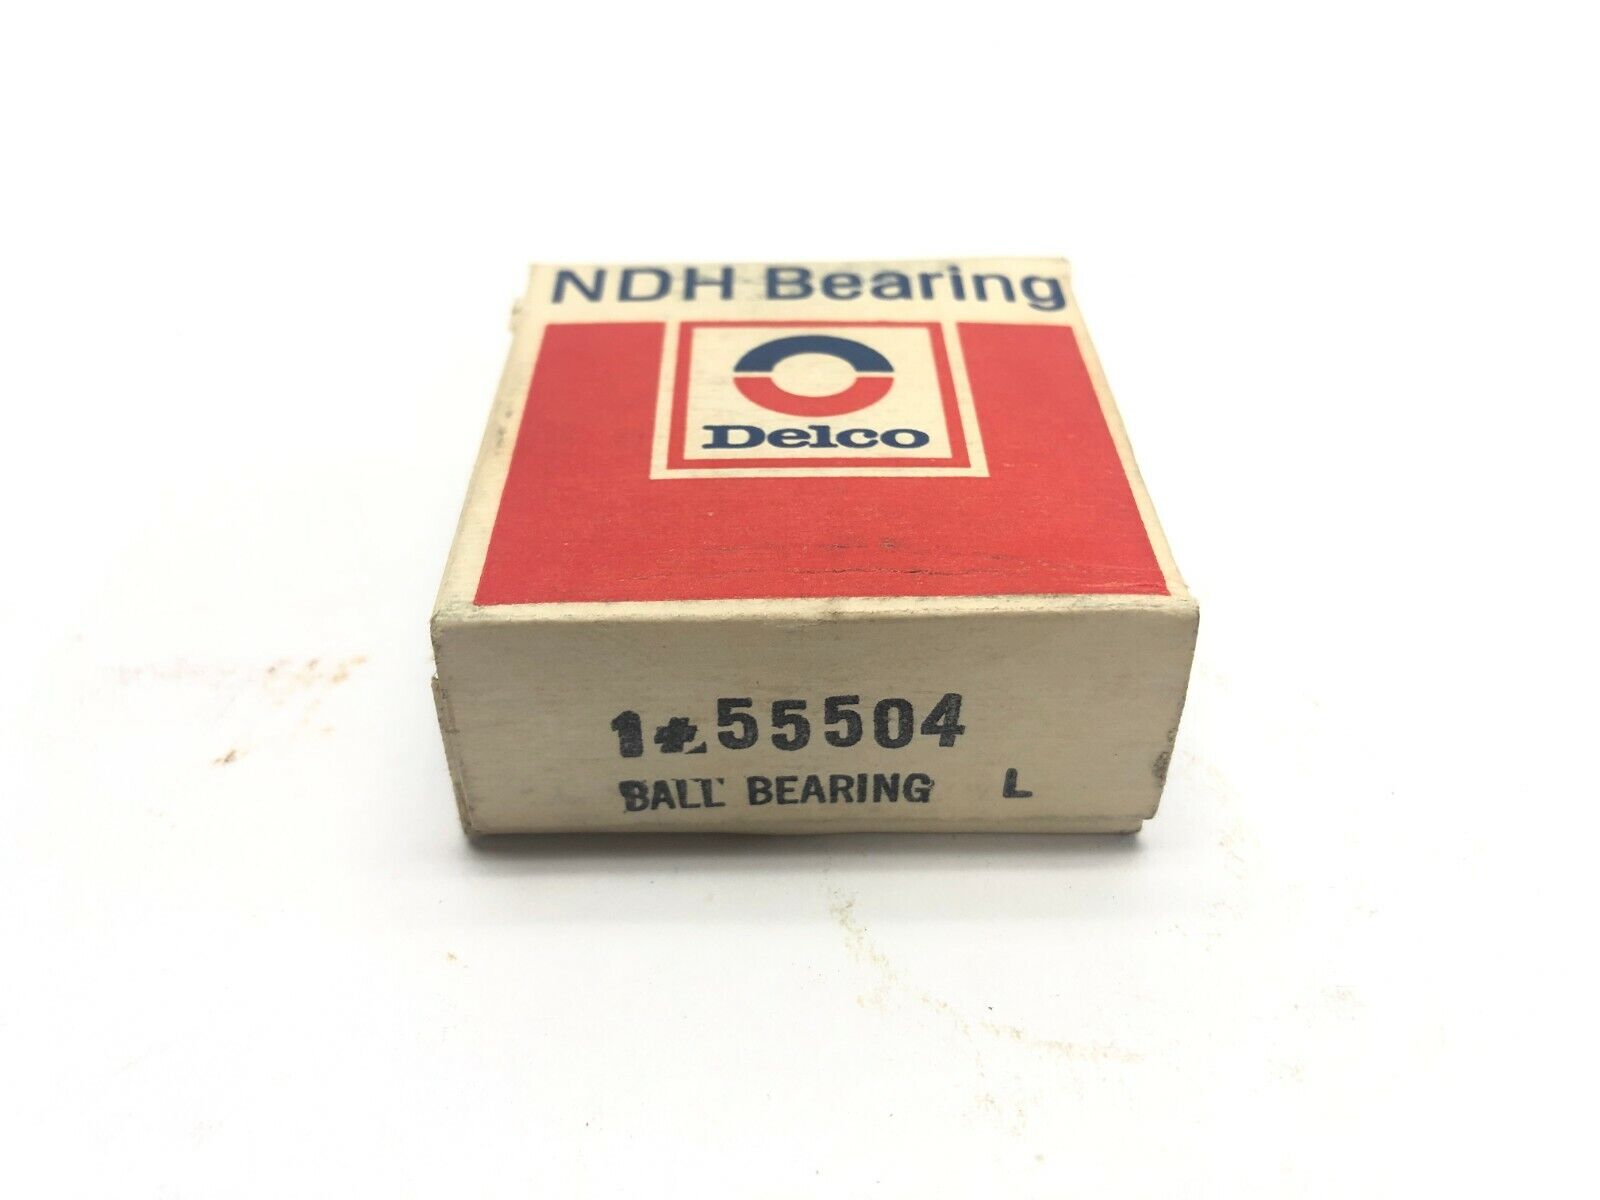 NDH Bearing
Delco
1 55504
BALL BEARING L